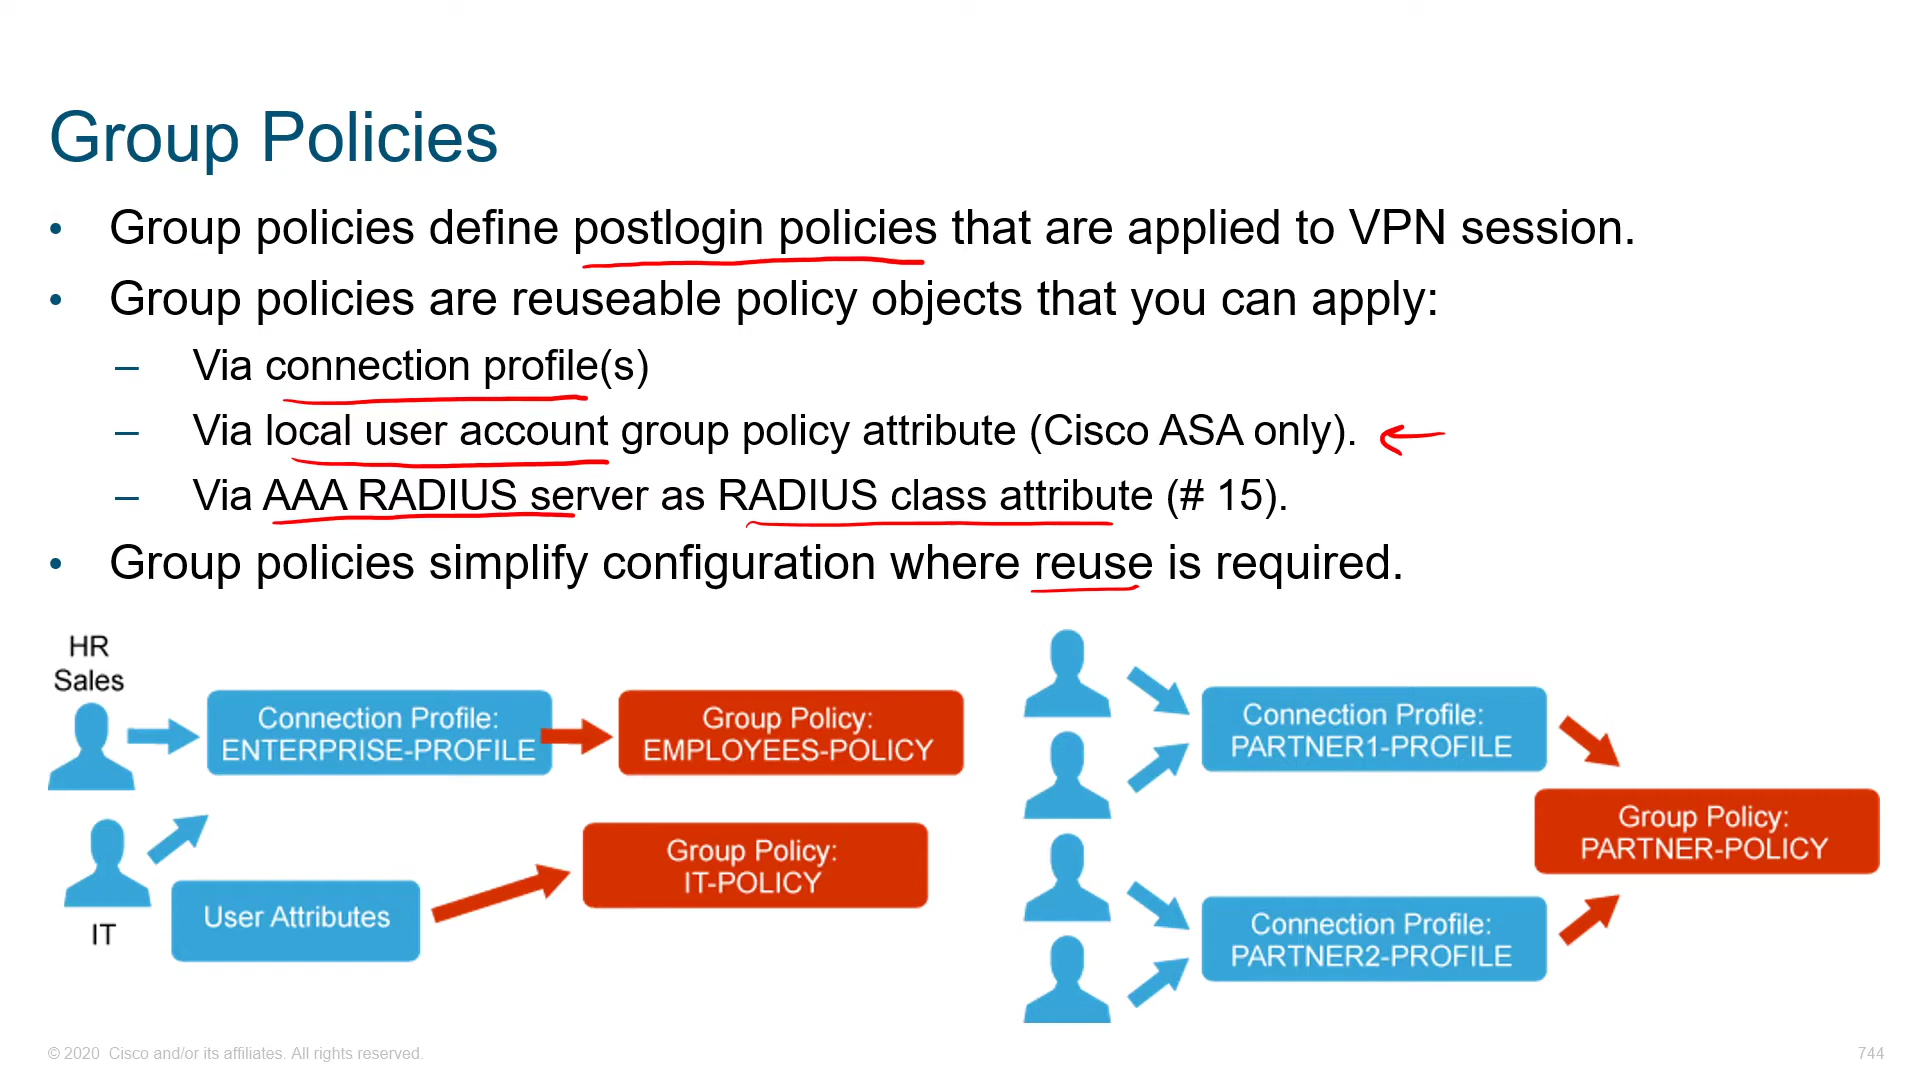 Group Policies
• Group policies define postlogin policies that are applied to VPN session.
• Group policies are reuseable policy objects that you can apply:
– Via connection profile(s)
– Via local user account group policy attribute (Cisco ASA only).
– Via AAA RADIUS server as RADIUS class attribute (# 15).
• Group policies simplify configuration where reuse is required.
HR
Sales
Connection Profile:
ENTERPRISE-PROFILE
Group Policy:
EMPLOYEES-POLICY
IT
User Attributes
Group Policy:
IT-POLICY
Connection Profile:
PARTNER1-PROFILE
Group Policy:
PARTNER-POLICY
Connection Profile:
PARTNER2-PROFILE
© 2020 Cisco and/or its affiliates. All rights reserved.
744